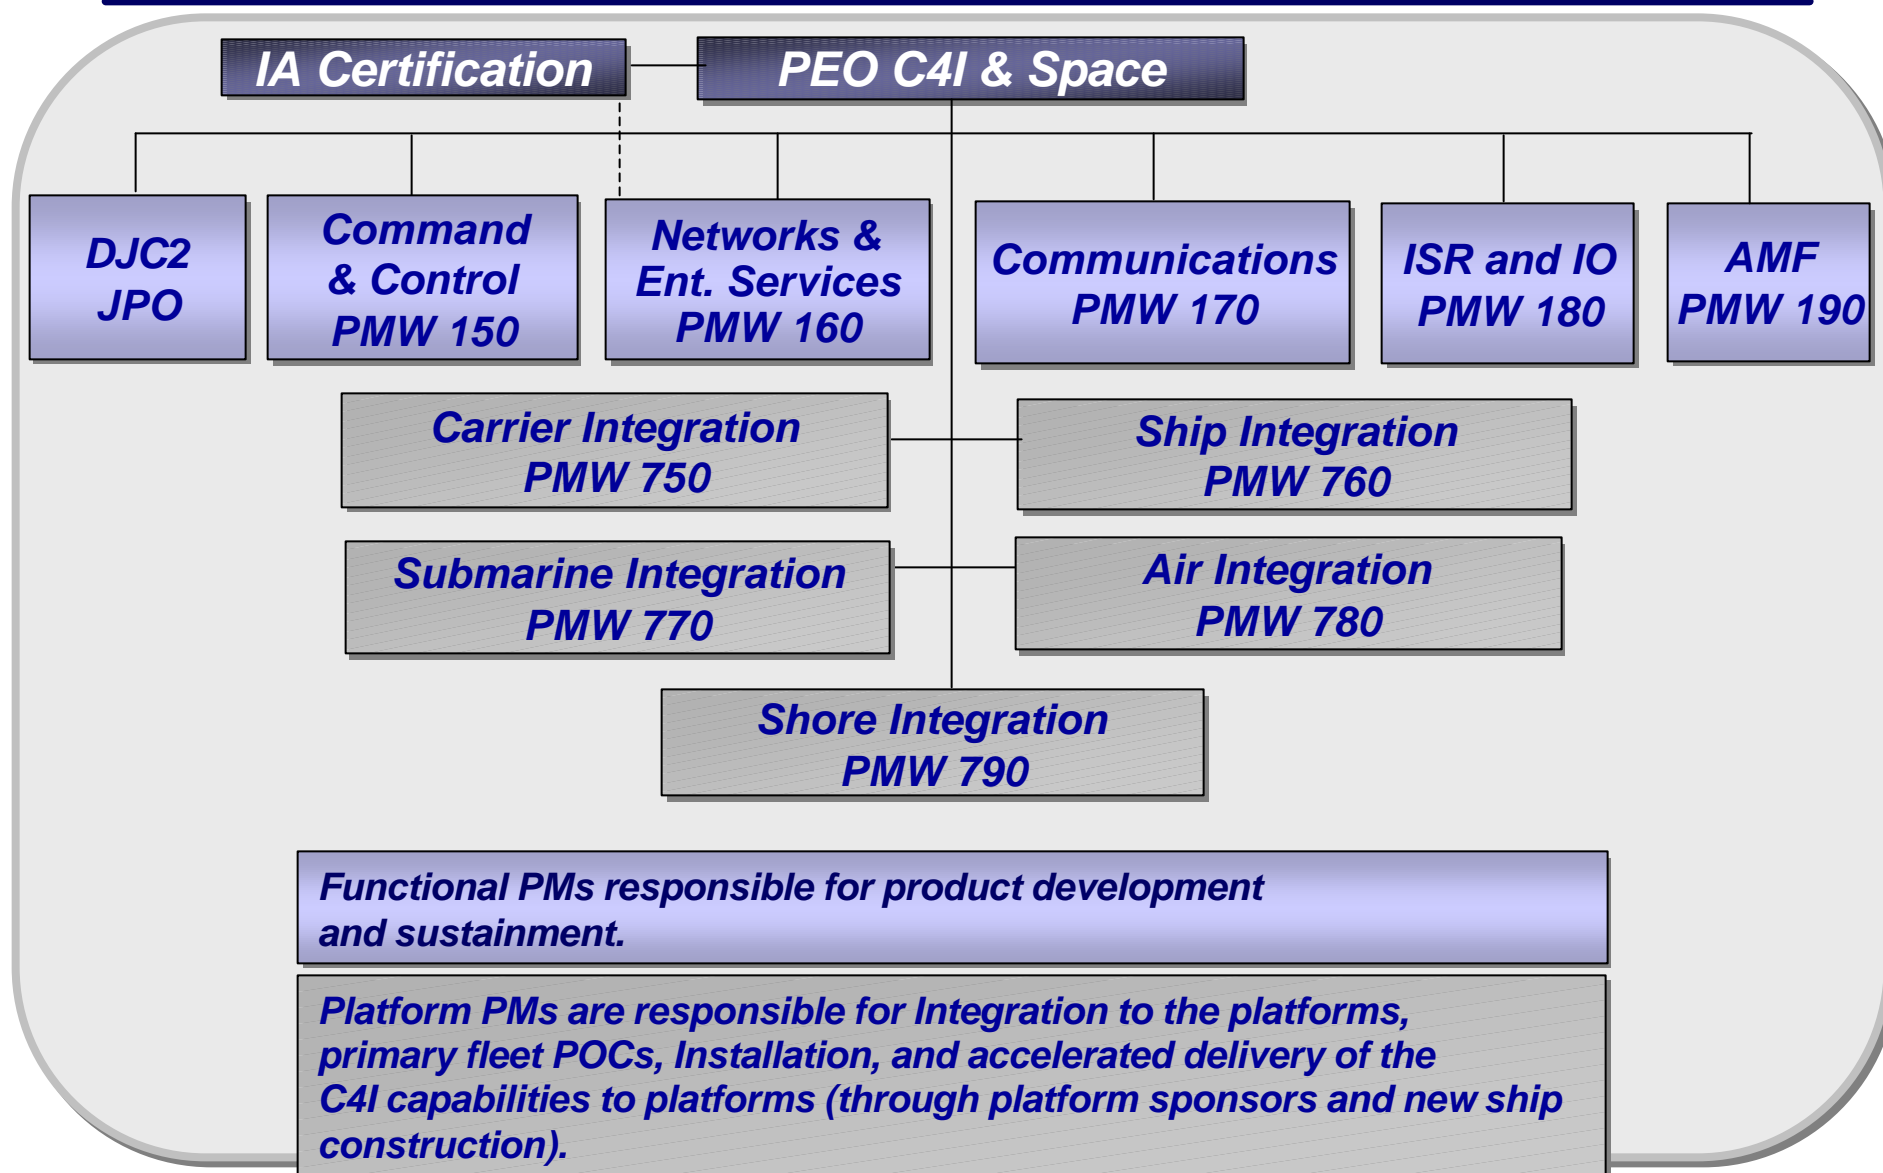 IA Certification
PEO C4I & Space
DJC2
JPO
Command
& Control
PMW 150
Networks &
Ent. Services
PMW 160
Communications
PMW 170
ISR and IO
PMW 180
AMF
PMW 190
Carrier Integration
PMW 750
Ship Integration
PMW 760
Submarine Integration
PMW 770
Air Integration
PMW 780
Shore Integration
PMW 790
Functional PMs responsible for product development
and sustainment.
Platform PMs are responsible for Integration to the platforms,
primary fleet POCs, Installation, and accelerated delivery of the
C4I capabilities to platforms (through platform sponsors and new ship
construction).